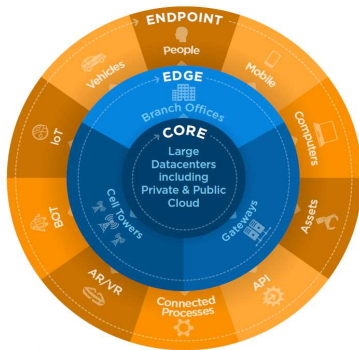 ENDPOINT
People
Mobile
Computers
Assets
API
Connected
Processes
AR/VR
BOT
IoT
Vehicles
EDGE
Branch Offices
Gateways
Cell Towers
CORE
Large
Datacenters
including
Private & Public
Cloud